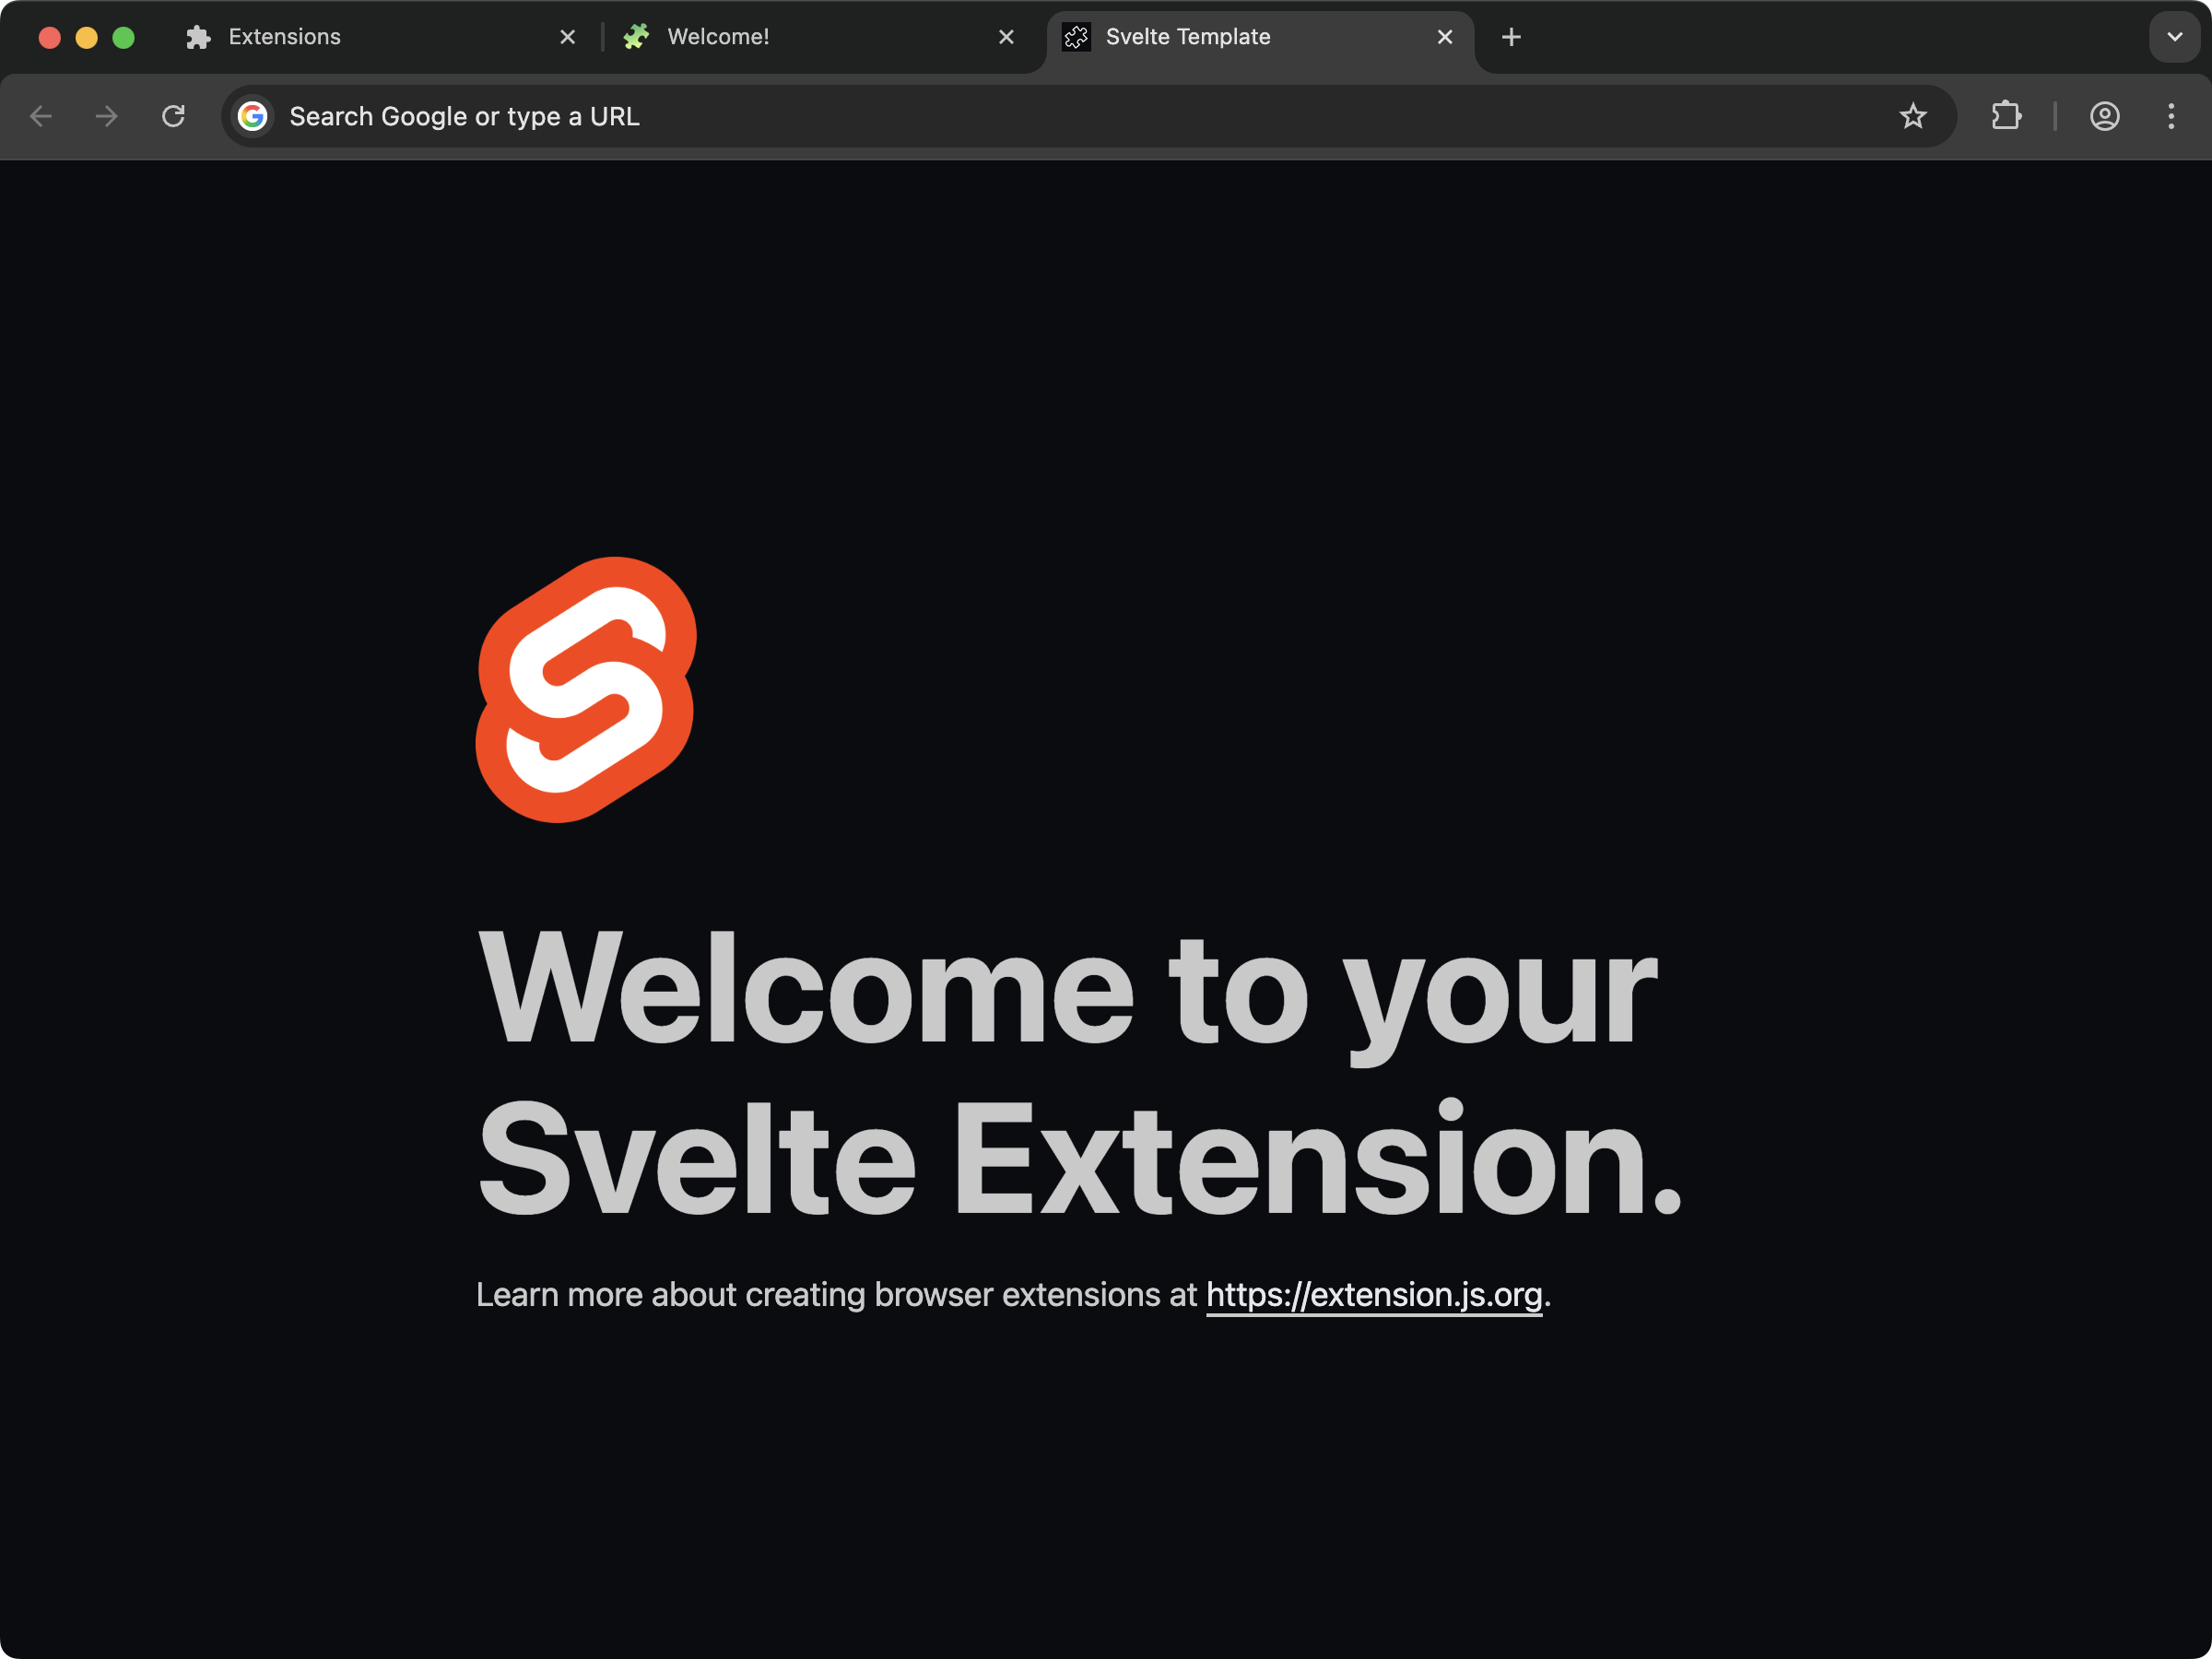 Extensions
Welcome!
Svelte Template
Search Google or type a URL
Welcome to your
Svelte Extension.
Learn more about creating browser extensions at https://extension.js.org.